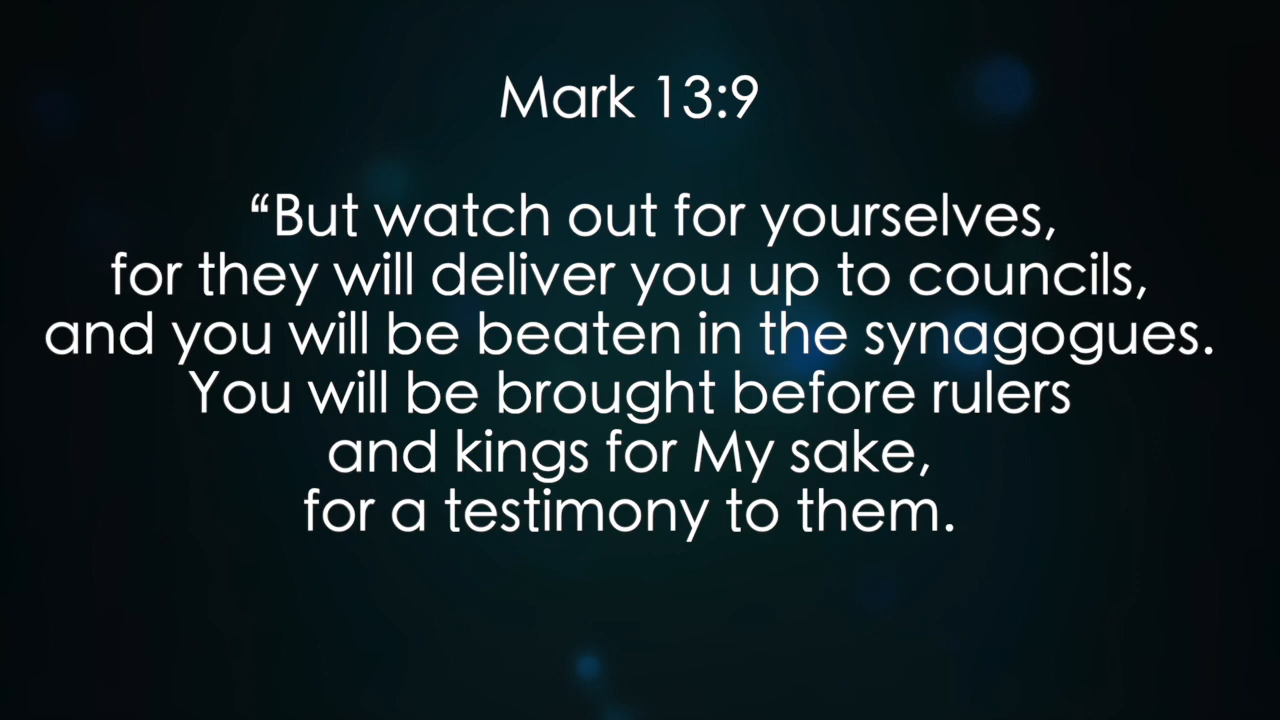 Mark 13:9
“But watch out for yourselves,
for they will deliver you up to councils,
and you will be beaten in the synagogues.
You will be brought before rulers
and kings for My sake,
for a testimony to them.